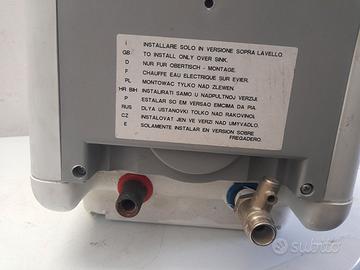 I INSTALLARE SOLO IN VERSIONE SOPRA LAVELLO.
GB TO INSTALL ONLY OVER SINK.
D NUR FUR OBERTISCH - MONTAGE.
F CHAUFFE EAU ELECTRIQUE SUR EVIER.
PL MONTOWAC TYLKO NAD ZLEWEN.
HR BIH INSTALIRATI SAMO U NADPULTNOJ VERZIJI
P ESTALAR SO EM VERSAO EMCIMA DA PIA.
RUS DLYA USTANOVKI TOLKO NAD RAKOVINOI.
CZ INSTALOVAT JEN VE VERZI NAD UMYVADLO.
E SOLAMENTE INSTALAR EN VERSION SOBRE
FREGADERO.
subito